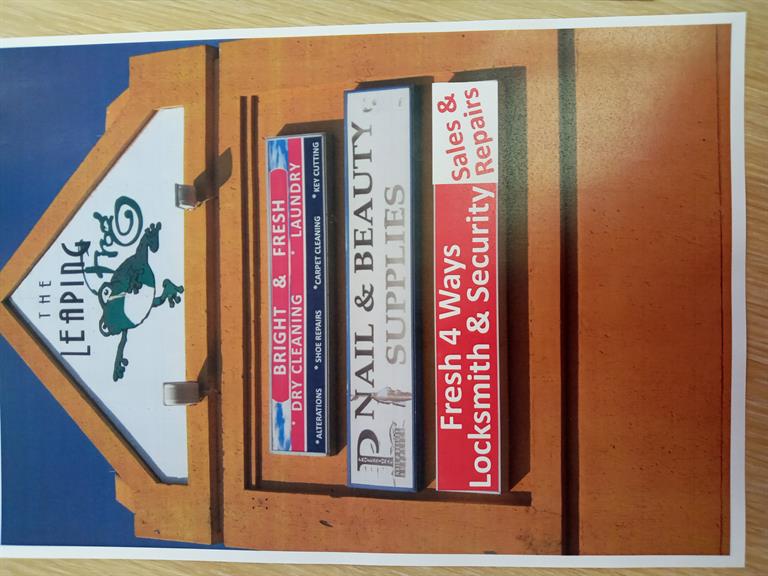 THE
LEAPING
frog
BRIGHT & FRESH
* DRY CLEANING * LAUNDRY
* ALTERATIONS * SHOE REPAIRS *CARPET CLEANING * KEY CUTTING
P NAIL & BEAUTY
SUPPLIES
Fresh 4 Ways
Locksmith & Security
Sales &
Repairs